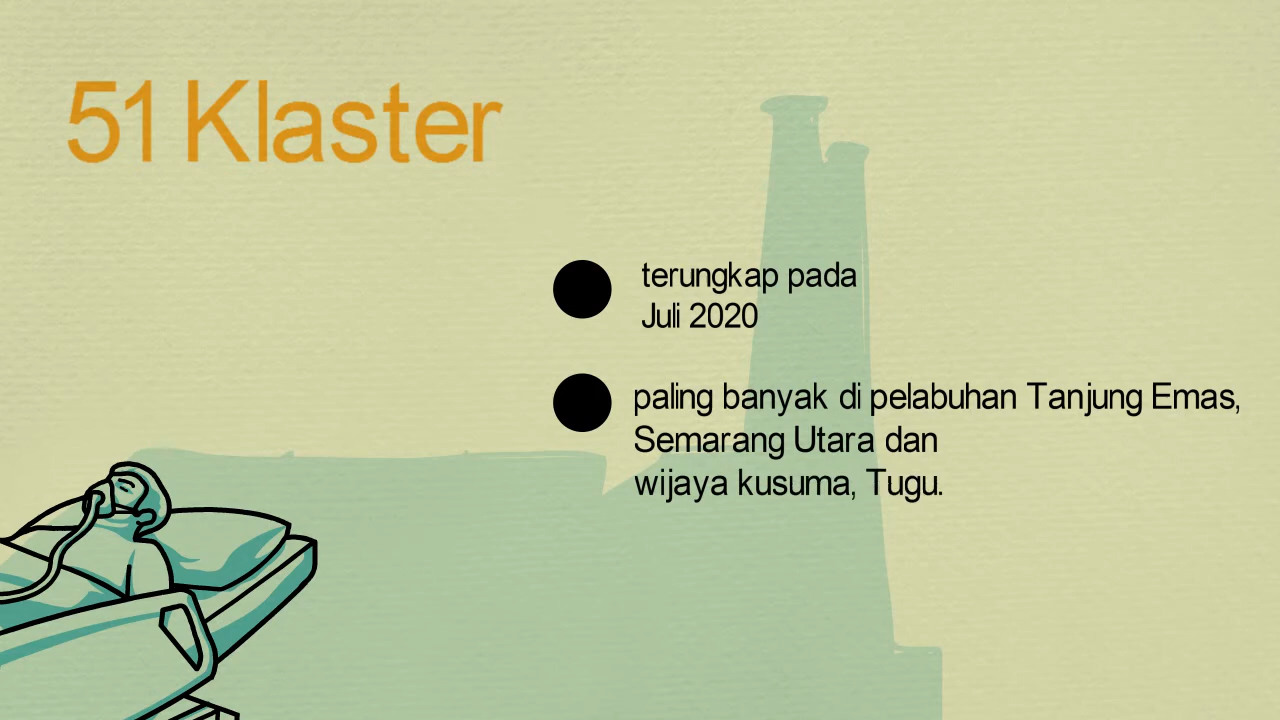 51 Klaster
terungkap pada
Juli 2020
paling banyak di pelabuhan Tanjung Emas,
Semarang Utara dan
wijaya kusuma, Tugu.